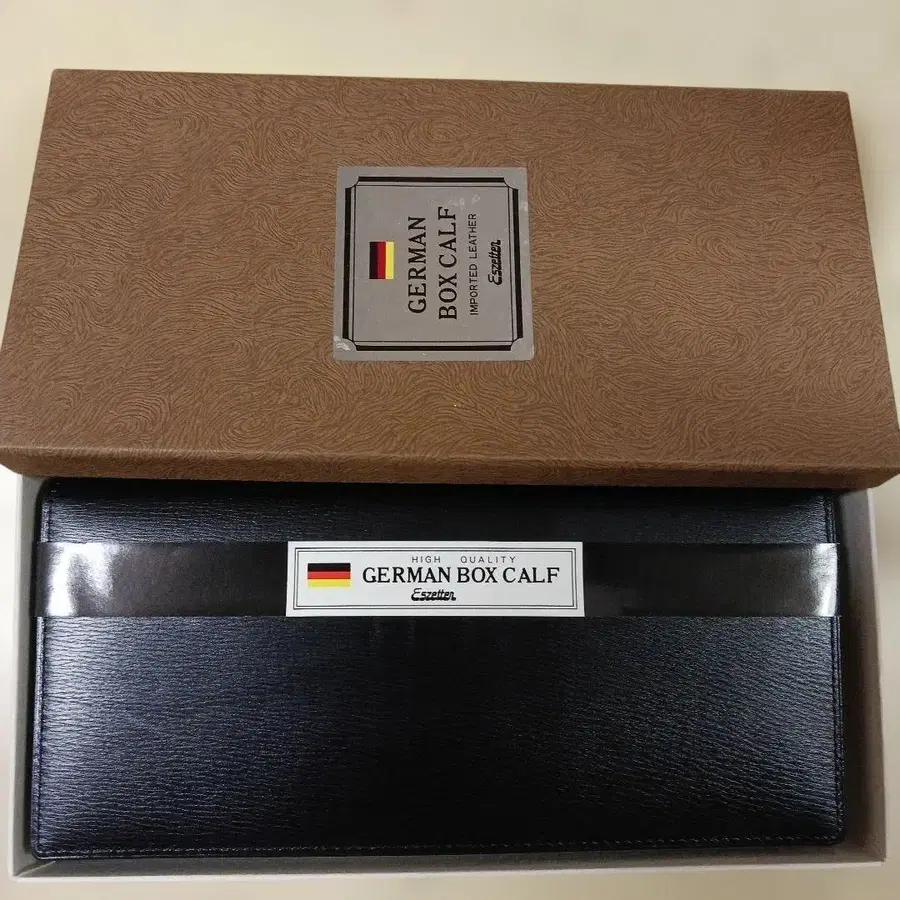 GERMAN
BOX CALF
IMPORTED LEATHER
Eszetten
HIGH QUALITY
GERMAN BOX CALF
Eszetten